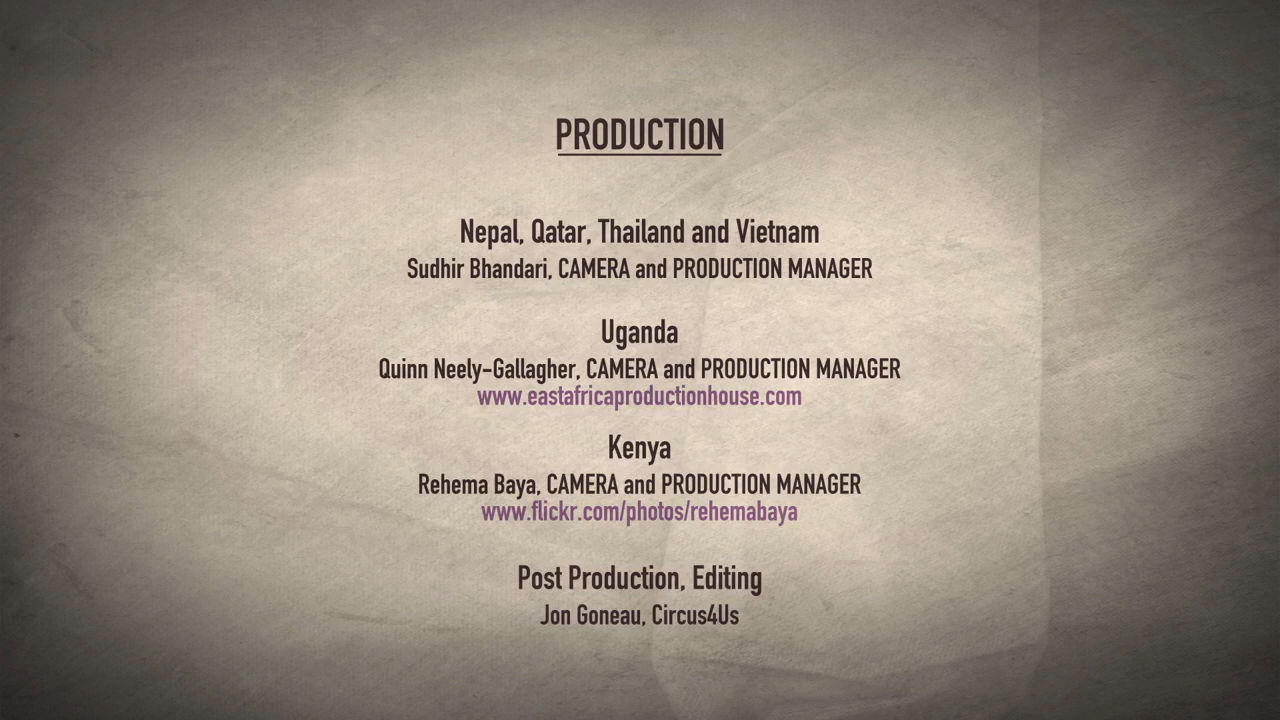 PRODUCTION
Nepal, Qatar, Thailand and Vietnam
Sudhir Bhandari, CAMERA and PRODUCTION MANAGER
Uganda
Quinn Neely-Gallagher, CAMERA and PRODUCTION MANAGER
www.eastafricaproductionhouse.com
Kenya
Rehema Baya, CAMERA and PRODUCTION MANAGER
www.flickr.com/photos/rehemabaya
Post Production, Editing
Jon Goneau, Circus4Us